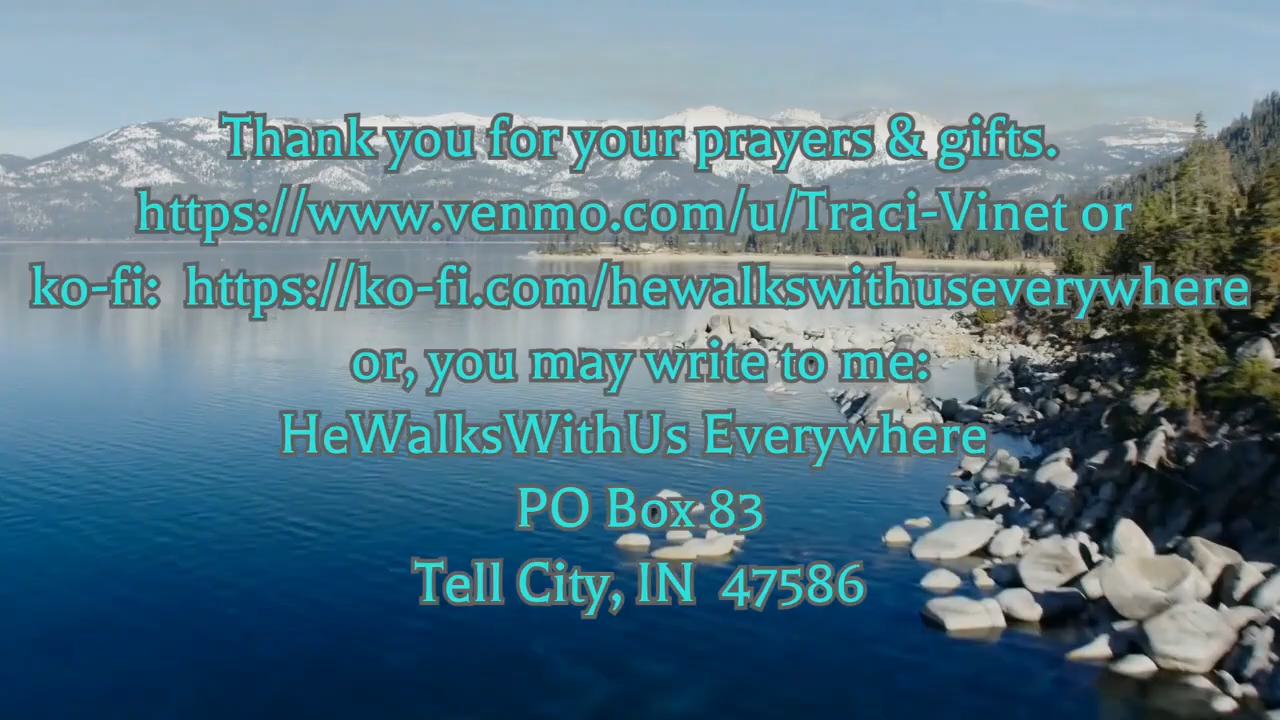 Thank you for your prayers & gifts.
https://www.venmo.com/u/Traci-Vinet or
ko-fi:  https://ko-fi.com/hewalkswithuseverywhere
or, you may write to me:
HeWalksWithUs Everywhere
PO Box 83
Tell City, IN  47586